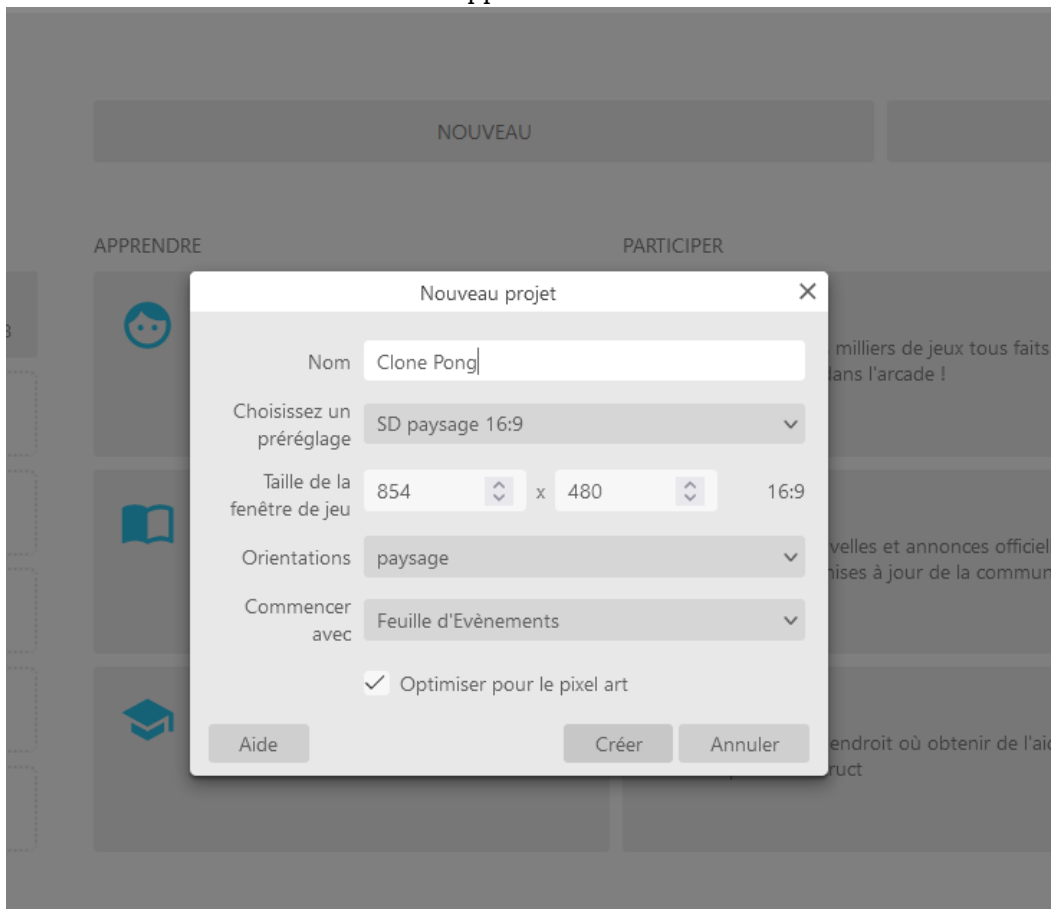 NOUVEAU
APPRENDRE
PARTICIPER
Nouveau projet
milliers de jeux tous faits
dans l'arcade !
Nom
Clone Pong
Choisissez un
préréglage
SD paysage 16:9
Taille de la
fenêtre de jeu
854 x 480 16:9
Orientations
paysage
Commencer
avec
Feuille d'Evènements
Optimiser pour le pixel art
Aide
Créer
Annuler
velles et annonces officiel
mises à jour de la commun
endroit où obtenir de l'aid
ruct